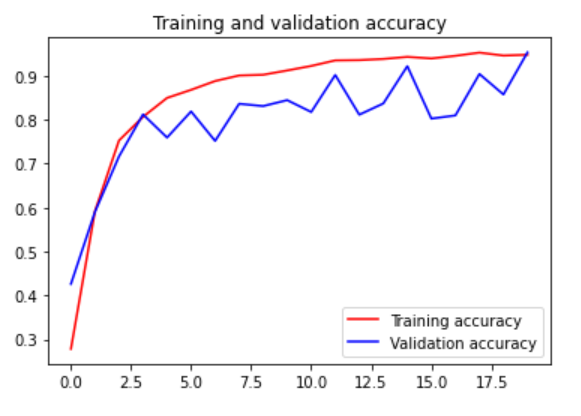 Training and validation accuracy
0.9
0.8
0.7
0.6
0.5
0.4
0.3
Training accuracy
Validation accuracy
0.0 2.5 5.0 7.5 10.0 12.5 15.0 17.5